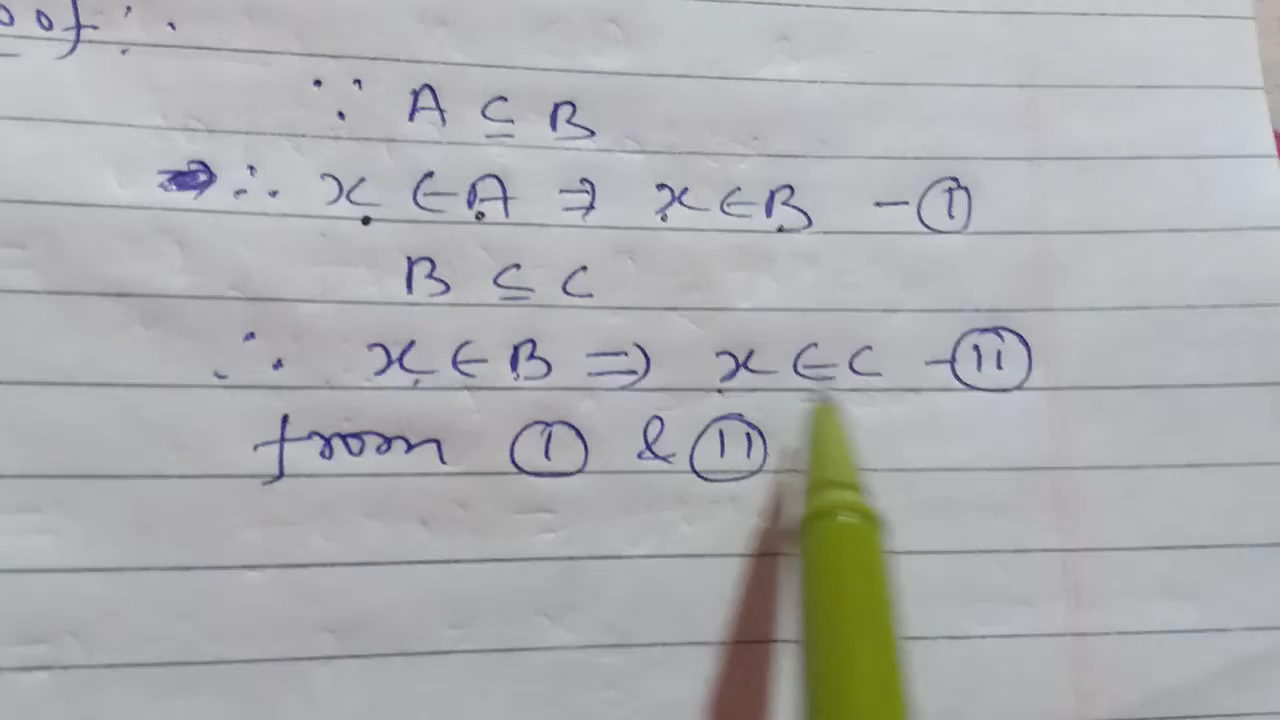 oof :.
∵ A ⊆ B
∴ x ∈ A ⇒ x ∈ B - Ⓘ
B ⊆ C
∴ x ∈ B ⇒ x ∈ C - (II)
from Ⓘ & (II)